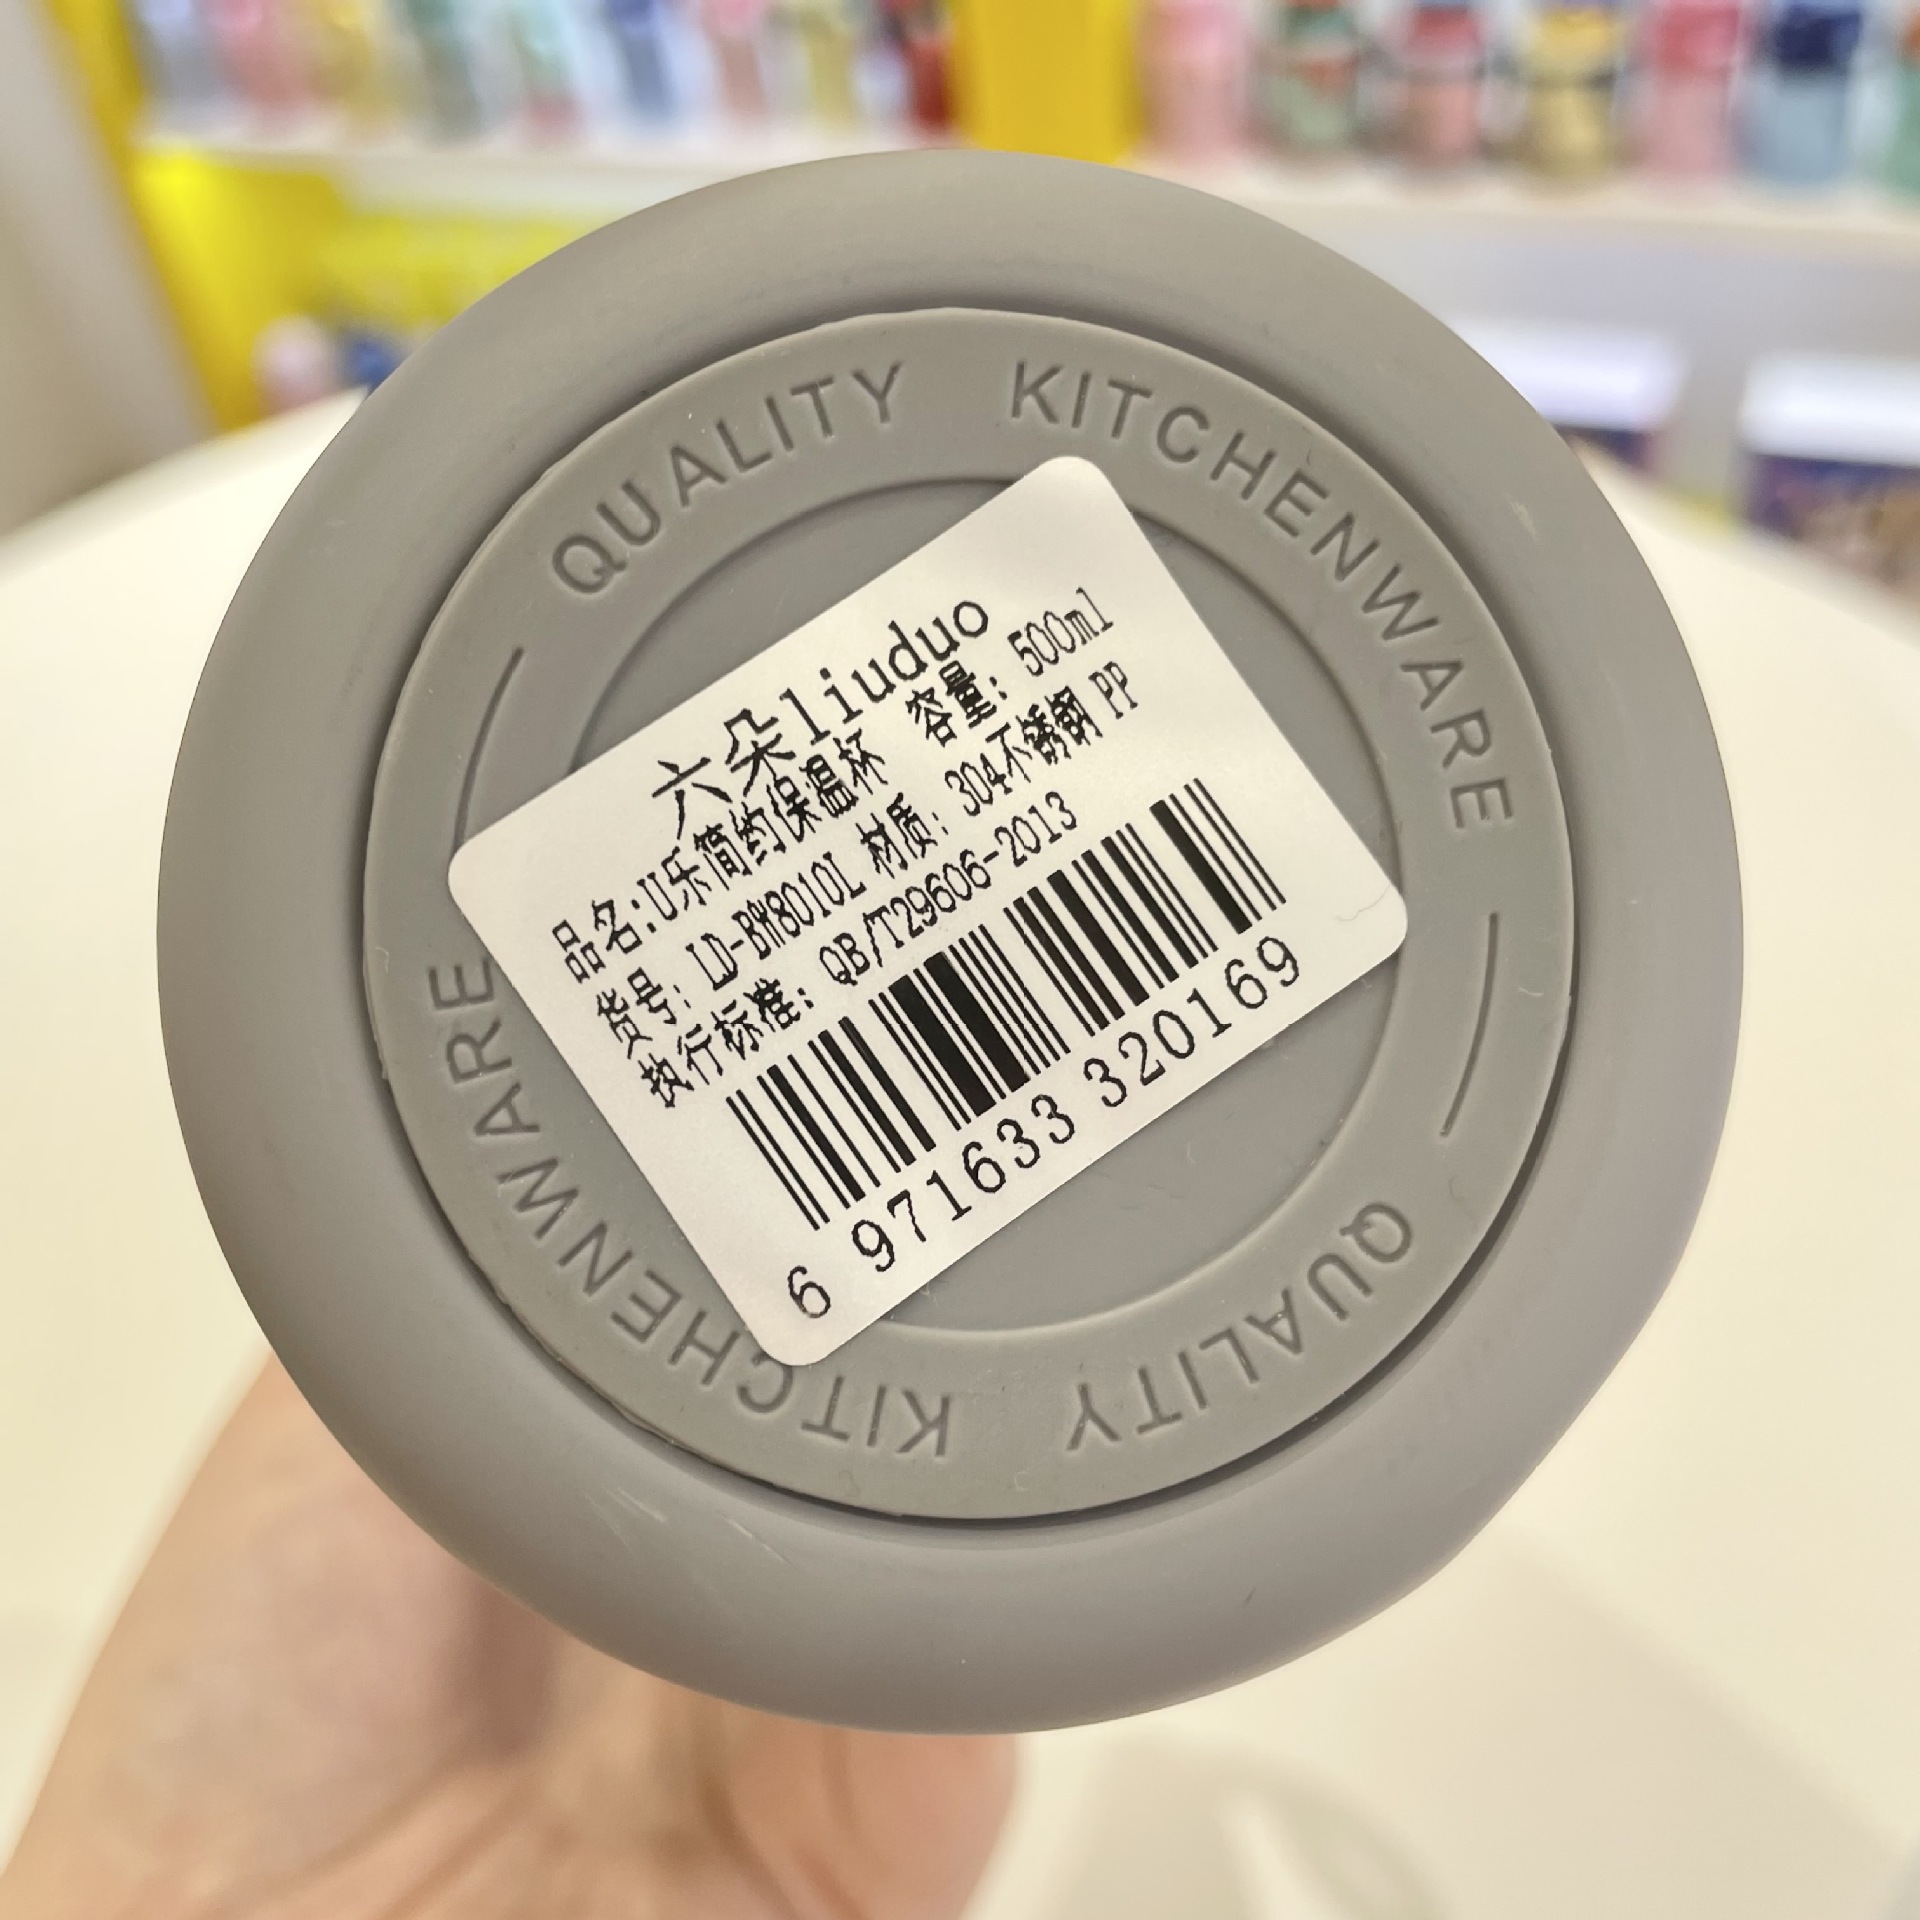 QUALITY KITCHENWARE
六朵liuduo
品名:U乐简约保温杯 容量: 500ml
货号: LD-BW8010L 材质: 304不锈钢 PP
执行标准: QB/T29606-2013
6 971633 320169
QUALITY KITCHENWARE